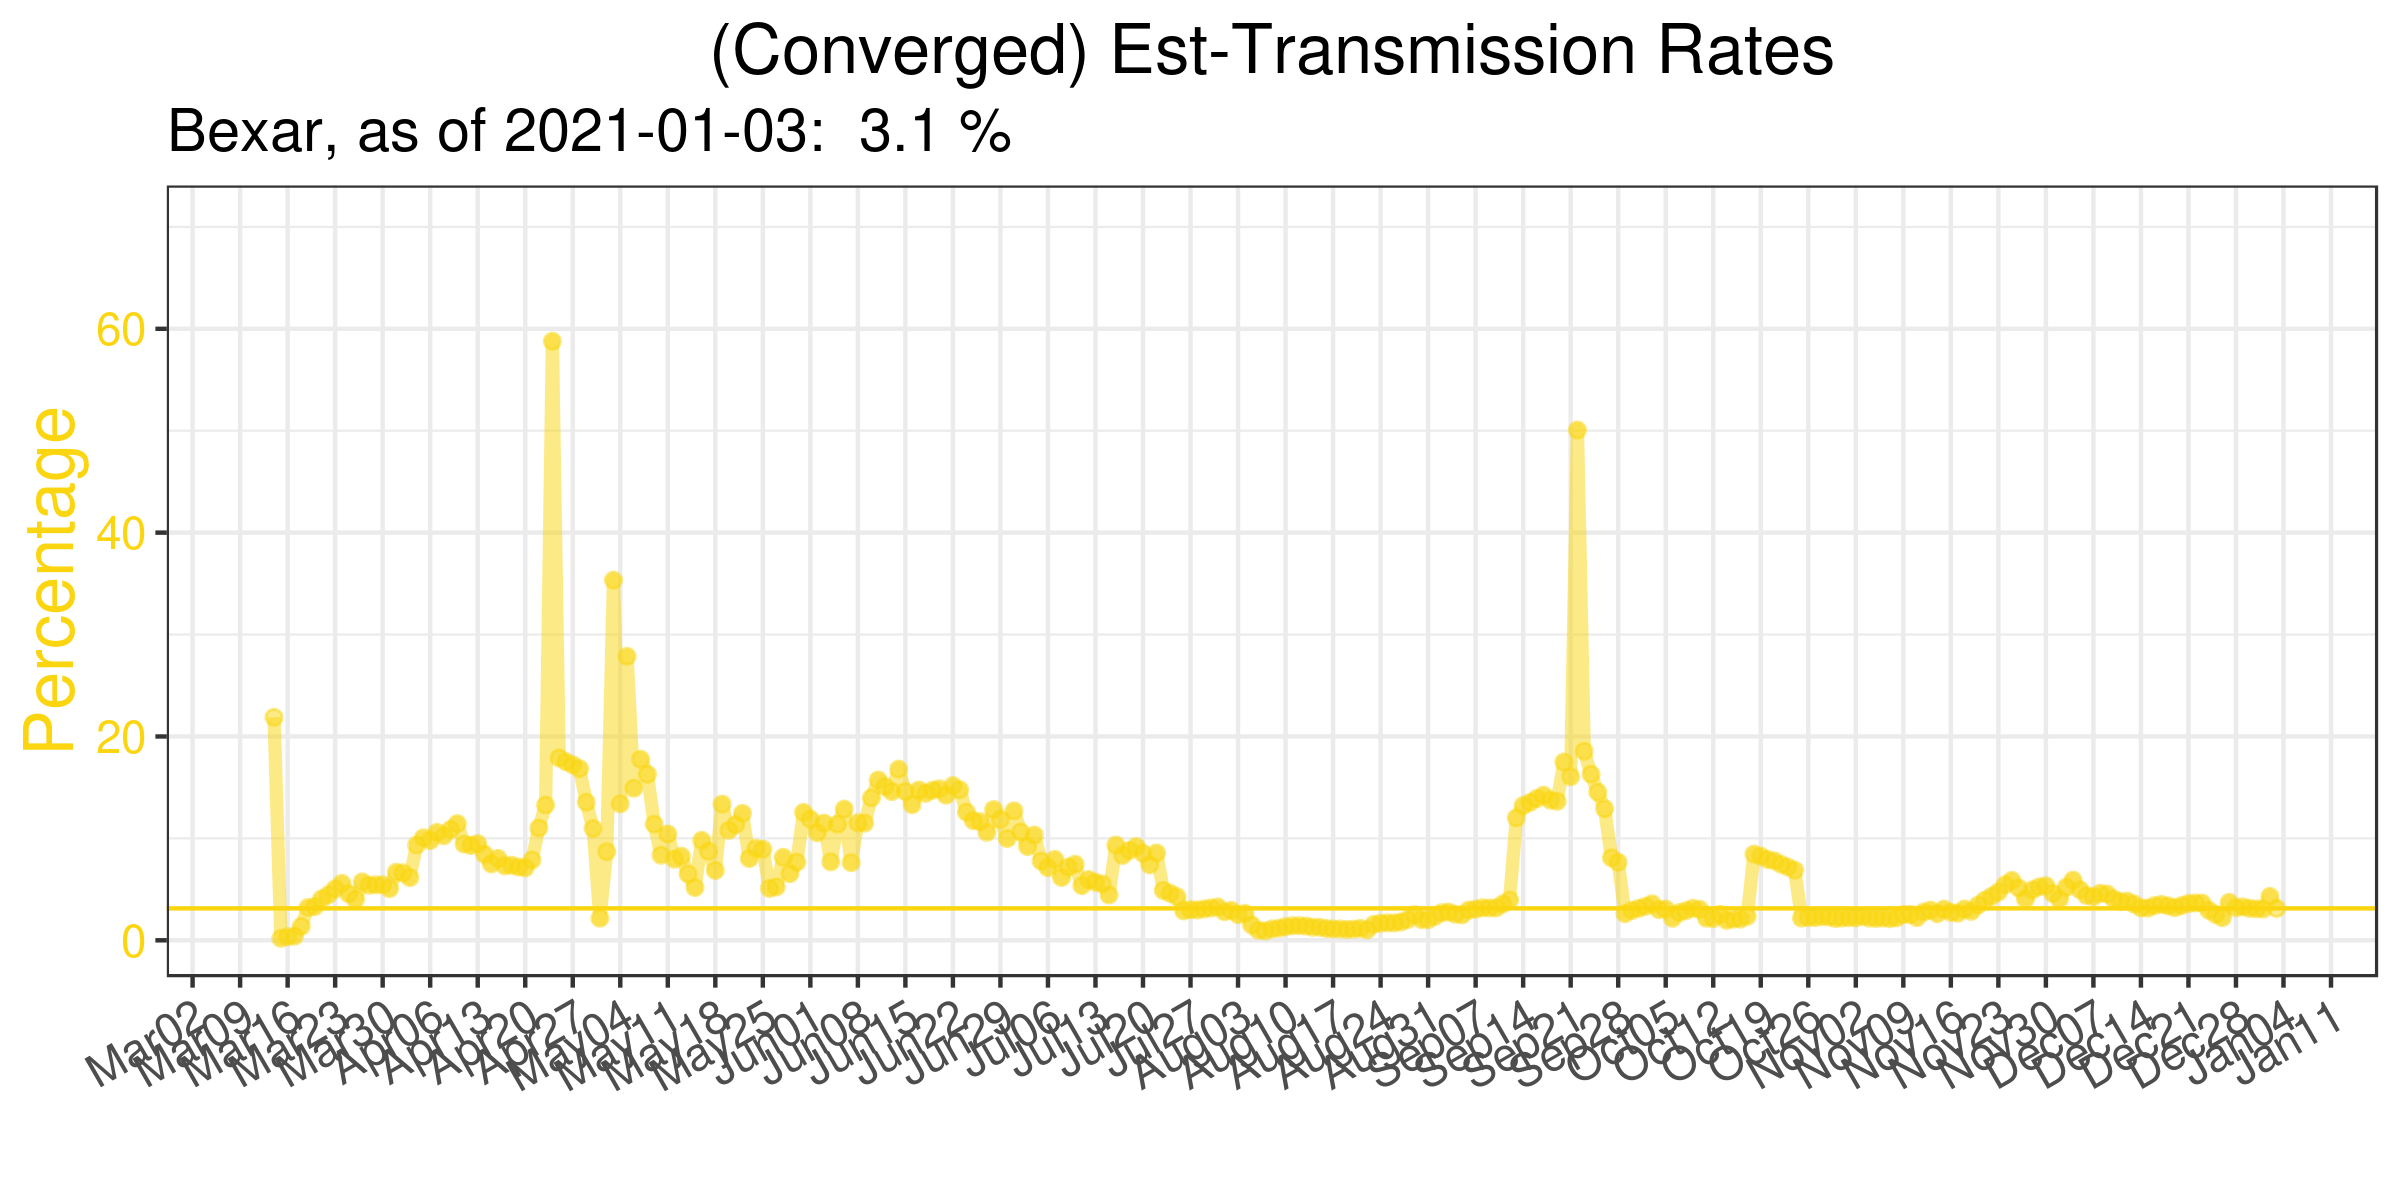 (Converged) Est-Transmission Rates
Bexar, as of 2021-01-03:  3.1 %
Percentage
60
40
20
0
Mar02
Mar09
Mar16
Mar23
Mar30
Apr06
Apr13
Apr20
Apr27
May04
May11
May18
May25
Jun01
Jun08
Jun15
Jun22
Jun29
Jul06
Jul13
Jul20
Jul27
Aug03
Aug10
Aug17
Aug24
Aug31
Sep07
Sep14
Sep21
Sep28
Oct05
Oct12
Oct19
Oct26
Nov02
Nov09
Nov16
Nov23
Nov30
Dec07
Dec14
Dec21
Dec28
Jan04
Jan11